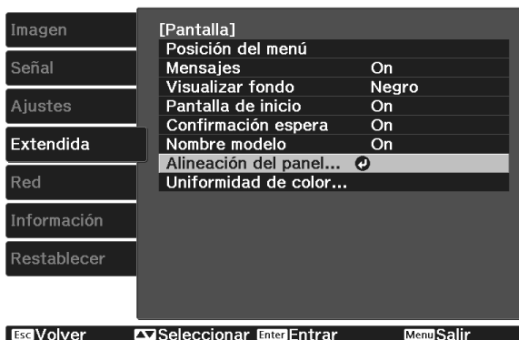 Imagen
Señal
Ajustes
Extendida
Red
Información
Restablecer
[Pantalla]
Posición del menú
Mensajes On
Visualizar fondo Negro
Pantalla de inicio On
Confirmación espera On
Nombre modelo On
Alineación del panel...
Uniformidad de color...
Esc Volver Seleccionar Enter Entrar Menu Salir